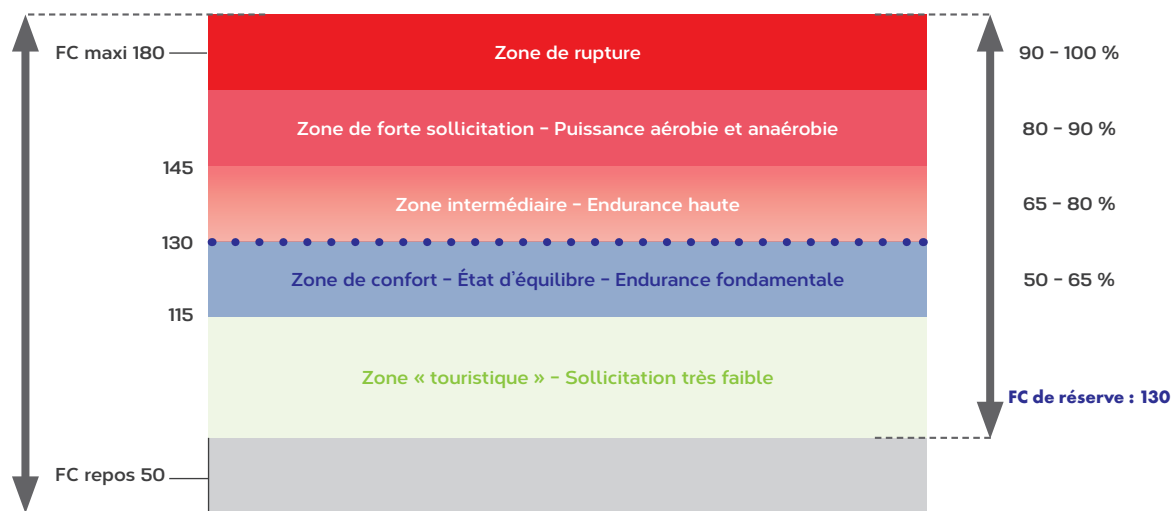 FC maxi 180
Zone de rupture
90 – 100 %
Zone de forte sollicitation – Puissance aérobie et anaérobie
80 – 90 %
145
Zone intermédiaire – Endurance haute
65 – 80 %
130
Zone de confort – État d’équilibre – Endurance fondamentale
50 – 65 %
115
Zone « touristique » – Sollicitation très faible
FC de réserve : 130
FC repos 50